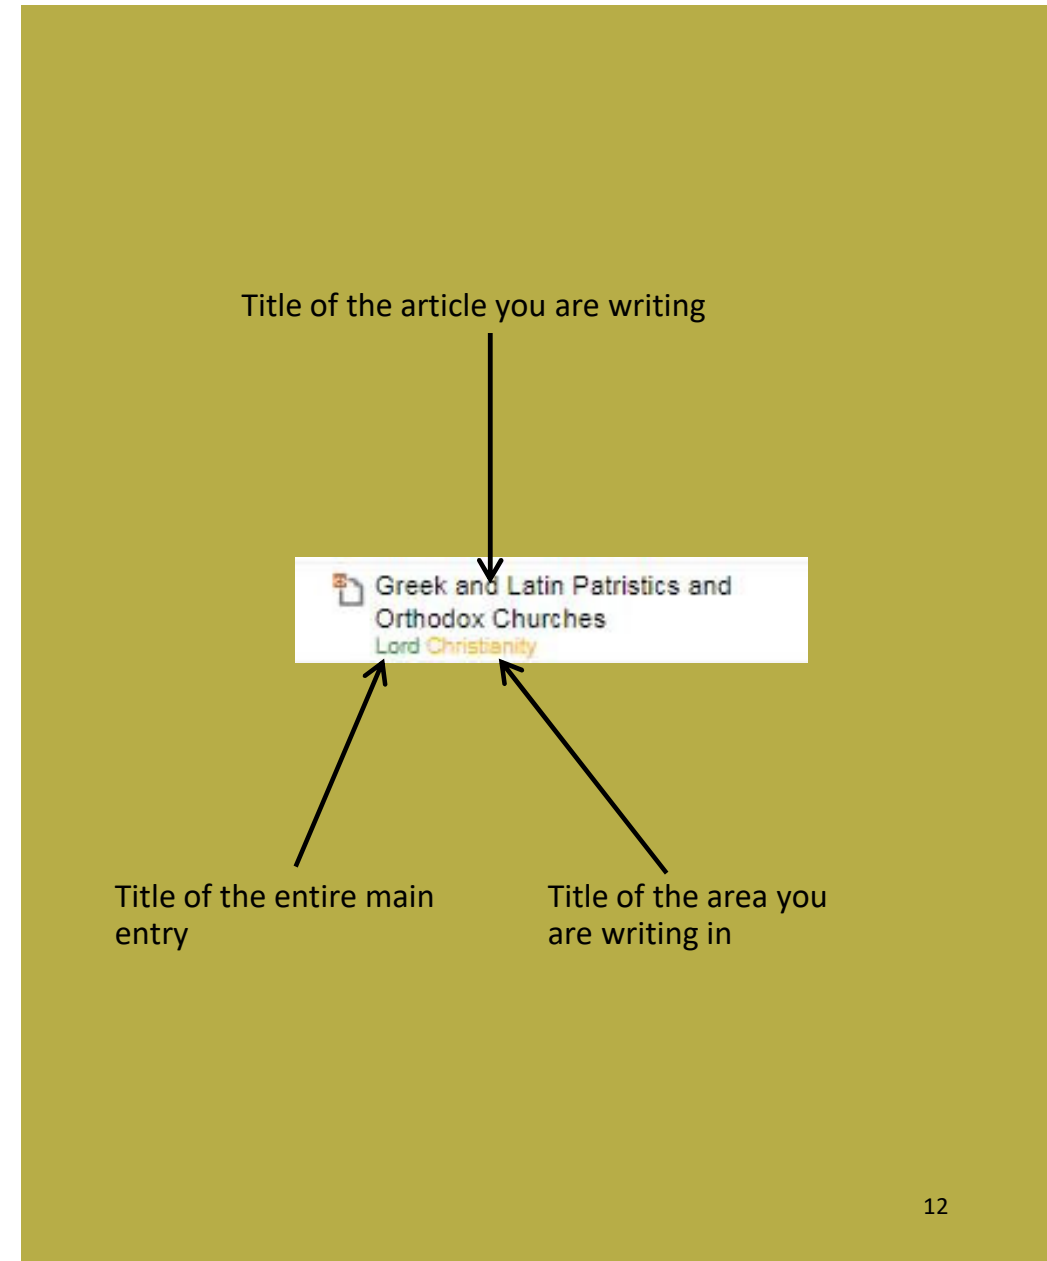 Title of the article you are writing
Greek and Latin Patristics and
Orthodox Churches
Lord Christianity
Title of the entire main
entry
Title of the area you
are writing in
12